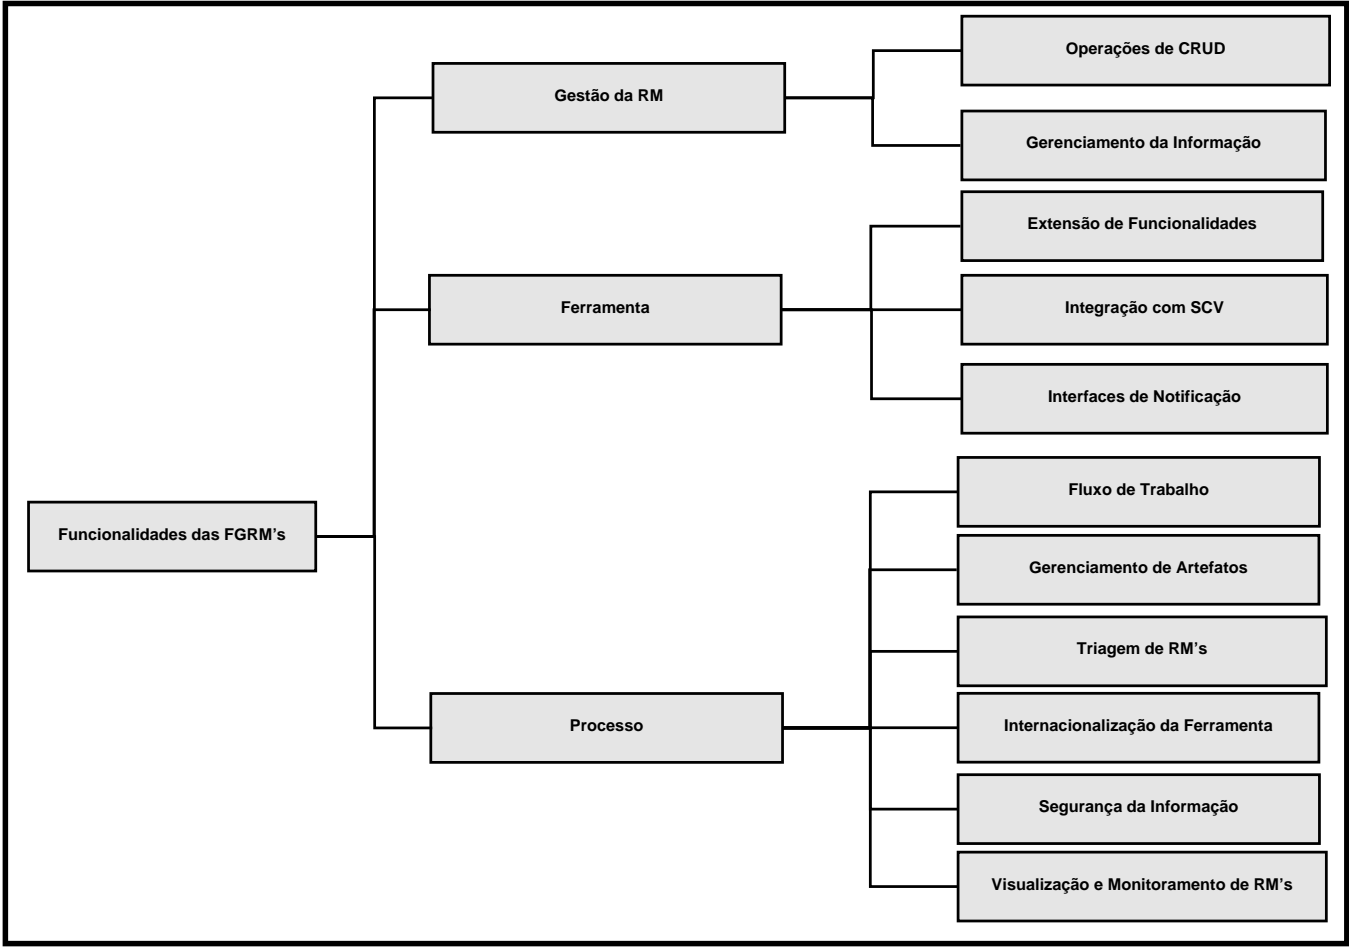 Funcionalidades das FGRM’s
Gestão da RM
Operações de CRUD
Gerenciamento da Informação
Ferramenta
Extensão de Funcionalidades
Integração com SCV
Interfaces de Notificação
Processo
Fluxo de Trabalho
Gerenciamento de Artefatos
Triagem de RM’s
Internacionalização da Ferramenta
Segurança da Informação
Visualização e Monitoramento de RM’s